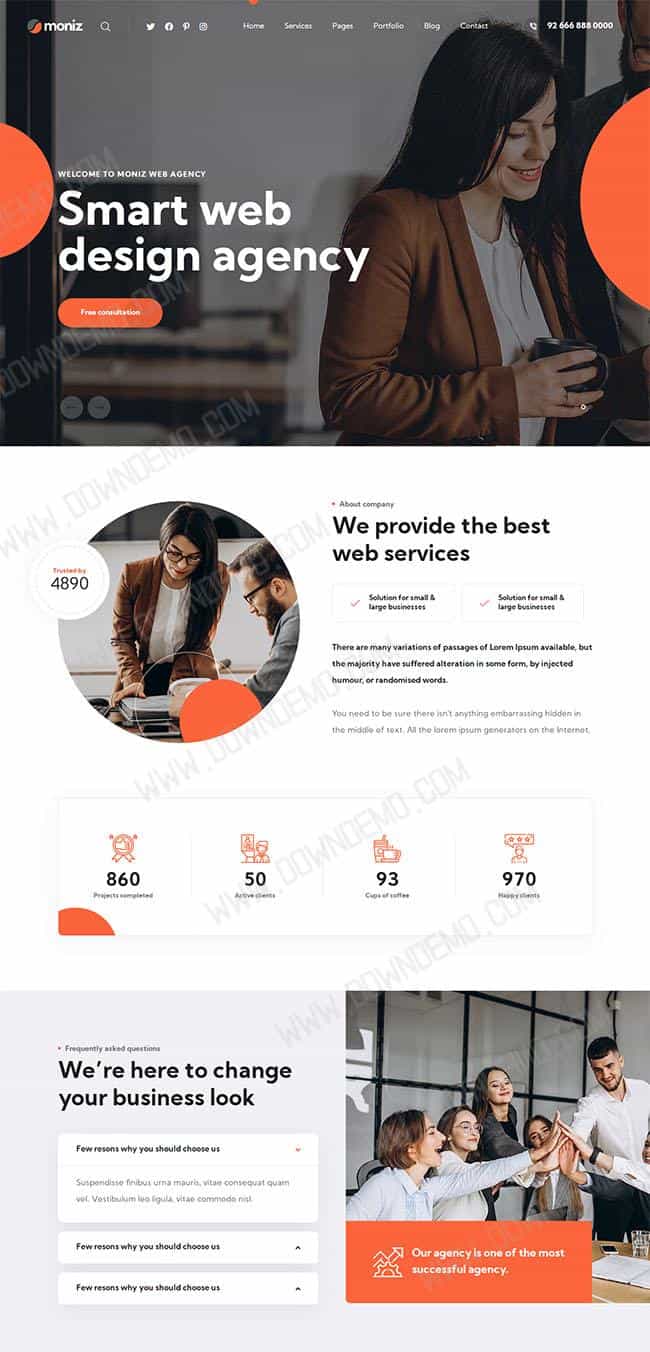 moniz
Home Services Pages Portfolio Blog Contact
92 666 888 0000
WELCOME TO MONIZ WEB AGENCY
Smart web
design agency
Free consultation
Trusted by
4890
About company
We provide the best
web services
Solution for small &
large businesses
Solution for small &
large businesses
There are many variations of passages of Lorem Ipsum available, but
the majority have suffered alteration in some form, by injected
humour, or randomised words.
You need to be sure there isn't anything embarrassing hidden in
the middle of text. All the lorem ipsum generators on the Internet.
860
Projects completed
50
Active clients
93
Cups of coffee
970
Happy clients
Frequently asked questions
We're here to change
your business look
Few resons why you should choose us
Suspendisse finibus urna mauris, vitae consequat quam
vel. Vestibulum leo ligula, vitae commodo nisl.
Few resons why you should choose us
Few resons why you should choose us
Our agency is one of the most
successful agency.
WWW.DOWNDEMO.COM
WWW.DOWNDEMO.COM
WWW.DOWNDEMO.COM